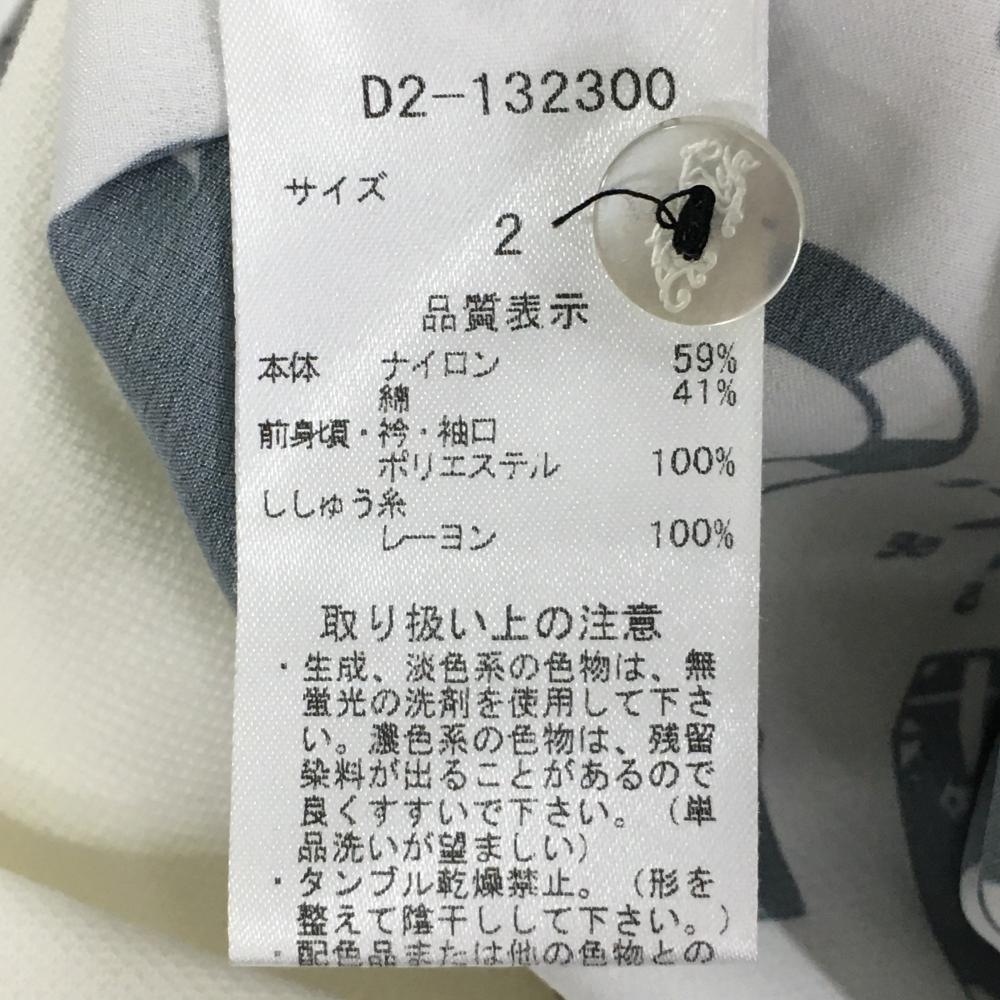 D2-132300
サイズ
2
品質表示
本体 ナイロン 59%
綿 41%
前身頃・衿・袖口
ポリエステル 100%
ししゅう糸
レーヨン 100%
取り扱い上の注意
・生成、淡色系の色物は、無
蛍光の洗剤を使用して下さ
い。濃色系の色物は、残留
染料が出ることがあるので
良くすすいで下さい。（単
品洗いが望ましい）
・タンブル乾燥禁止。（形を
整えて陰干しして下さい。）
・配色品または他の色物との